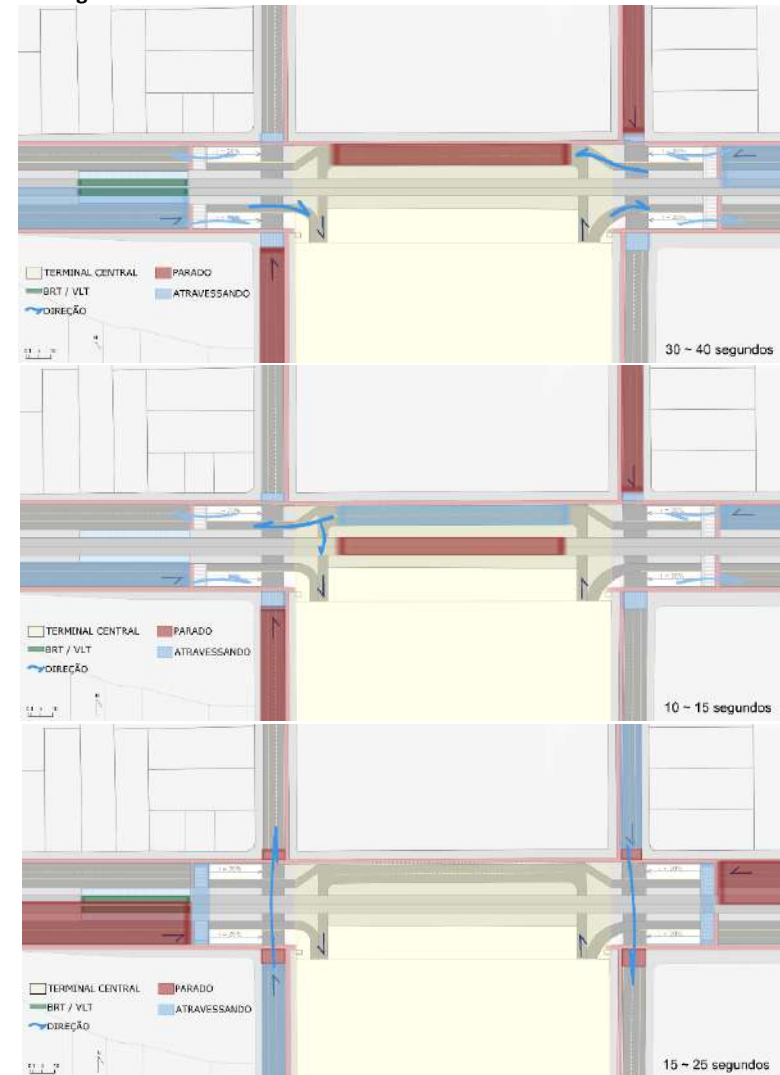 TERMINAL CENTRAL
PARADO
BRT / VLT
ATRAVESSANDO
DIREÇÃO
30 ~ 40 segundos
TERMINAL CENTRAL
PARADO
BRT / VLT
ATRAVESSANDO
DIREÇÃO
10 ~ 15 segundos
TERMINAL CENTRAL
PARADO
BRT / VLT
ATRAVESSANDO
DIREÇÃO
15 ~ 25 segundos